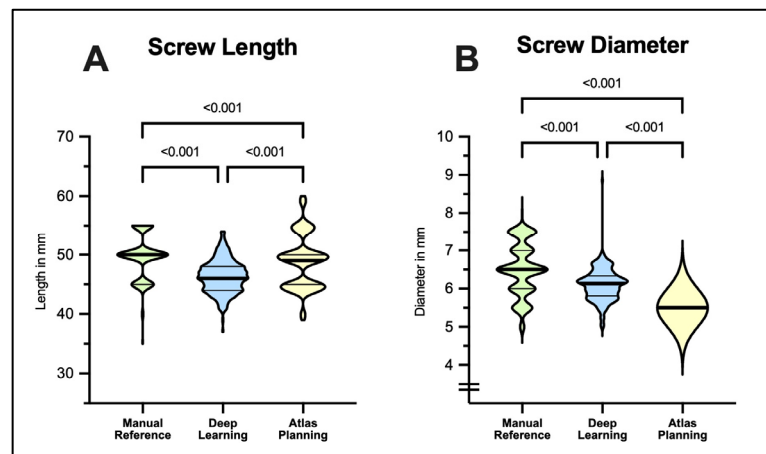 A
Screw Length
<0.001
<0.001
<0.001
70
60
50
40
30
Length in mm
Manual
Reference
Deep
Learning
Atlas
Planning
B
Screw Diameter
<0.001
<0.001
<0.001
10
9
8
7
6
5
4
Diameter in mm
Manual
Reference
Deep
Learning
Atlas
Planning